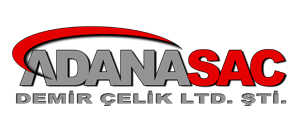 ADANASAC
DEMİR ÇELİK LTD. ŞTİ.